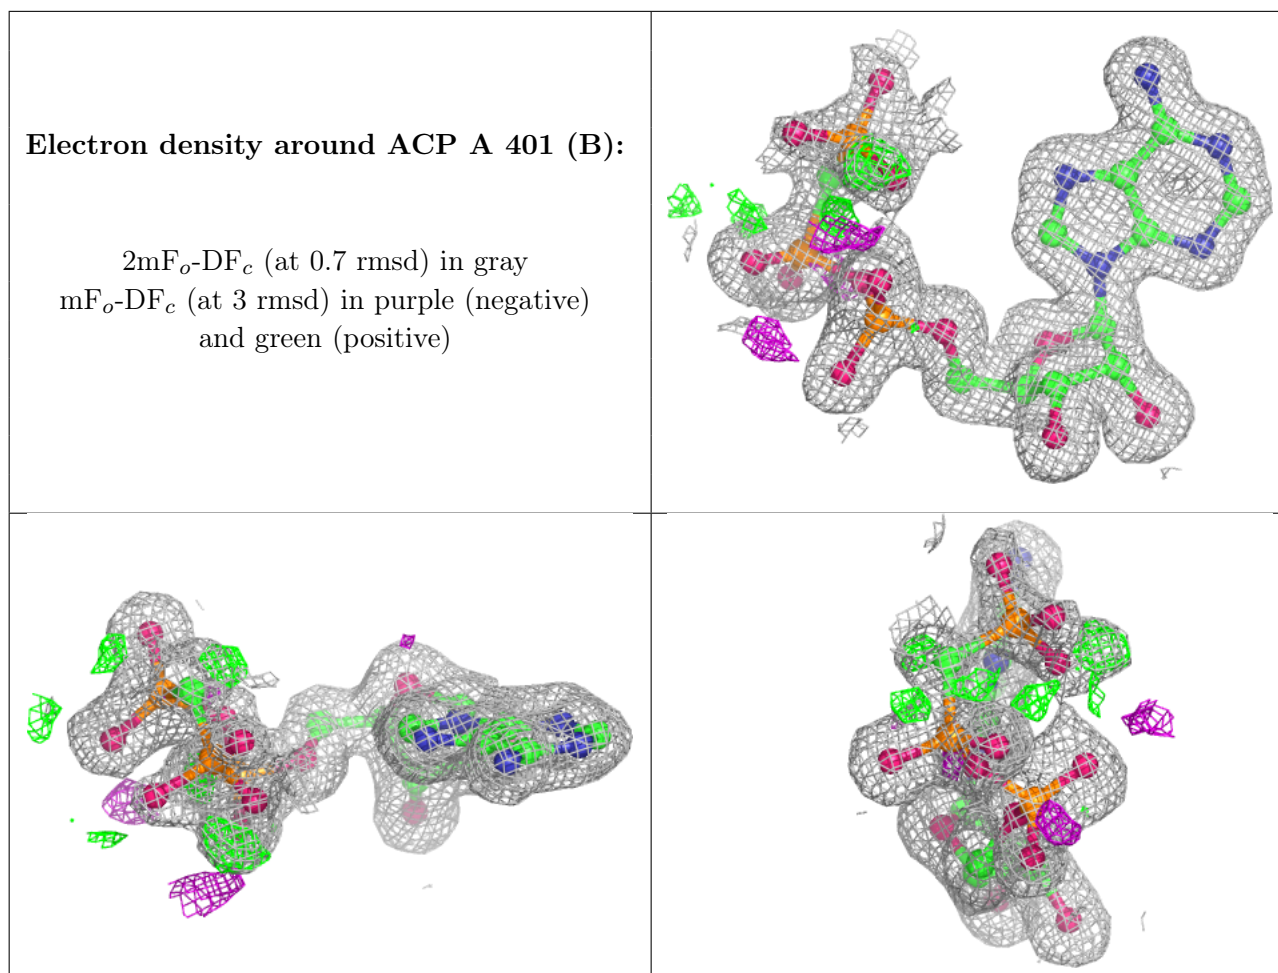 Electron density around ACP A 401 (B):
2mFₒ-DF𝑐 (at 0.7 rmsd) in gray
mFₒ-DF𝑐 (at 3 rmsd) in purple (negative)
and green (positive)